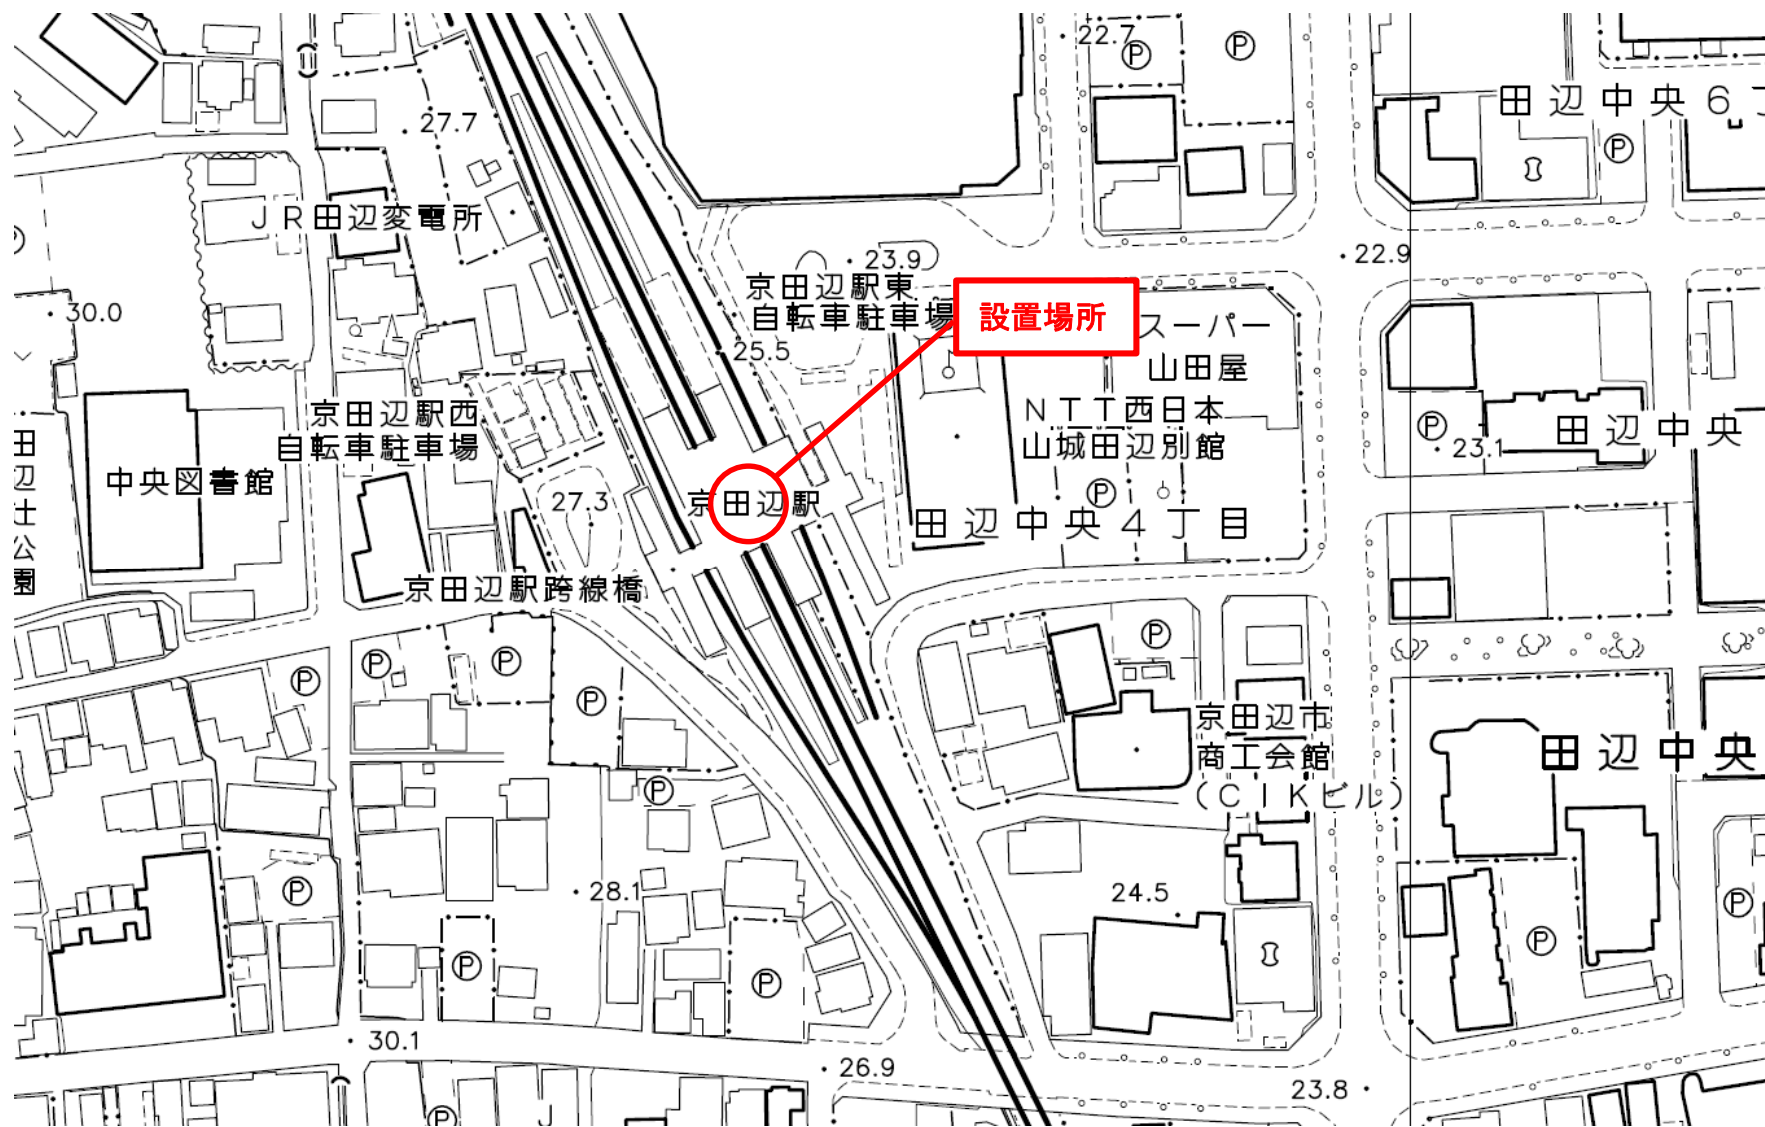 22.7
Ⓟ
Ⓟ
田辺中央6丁
27.7
Ⓟ
JR田辺変電所
23.9
22.9
京田辺駅東
自転車駐車場
設置場所
30.0
スーパー
山田屋
25.5
京田辺駅西
自転車駐車場
NTT西日本
山城田辺別館
Ⓟ
23.1
田辺中央
中央図書館
27.3
京田辺駅
Ⓟ
田辺中央4丁目
田
辺
辻
公
園
京田辺駅跨線橋
Ⓟ
Ⓟ
Ⓟ
Ⓟ
Ⓟ
京田辺市
商工会館
(CIKビル)
田辺中央
Ⓟ
Ⓟ
28.1
24.5
Ⓟ
Ⓟ
Ⓟ
Ⓟ
30.1
26.9
23.8
Ⓟ
J